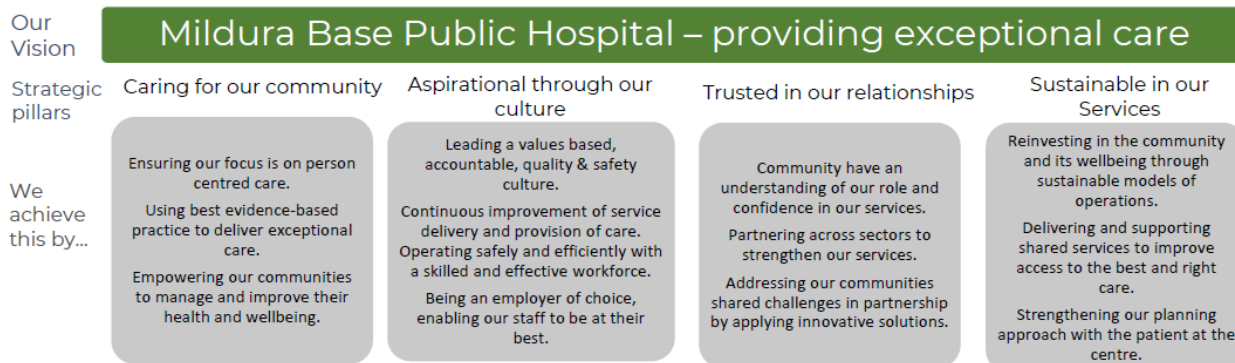 Our
Vision
Mildura Base Public Hospital – providing exceptional care
Strategic
pillars
Caring for our community
Aspirational through our
culture
Trusted in our relationships
Sustainable in our
Services
We
achieve
this by...
Ensuring our focus is on person
centred care.
Using best evidence-based
practice to deliver exceptional
care.
Empowering our communities
to manage and improve their
health and wellbeing.
Leading a values based,
accountable, quality & safety
culture.
Continuous improvement of service
delivery and provision of care.
Operating safely and efficiently with
a skilled and effective workforce.
Being an employer of choice,
enabling our staff to be at their
best.
Community have an
understanding of our role and
confidence in our services.
Partnering across sectors to
strengthen our services.
Addressing our communities
shared challenges in partnership
by applying innovative solutions.
Reinvesting in the community
and its wellbeing through
sustainable models of
operations.
Delivering and supporting
shared services to improve
access to the best and right
care.
Strengthening our planning
approach with the patient at the
centre.